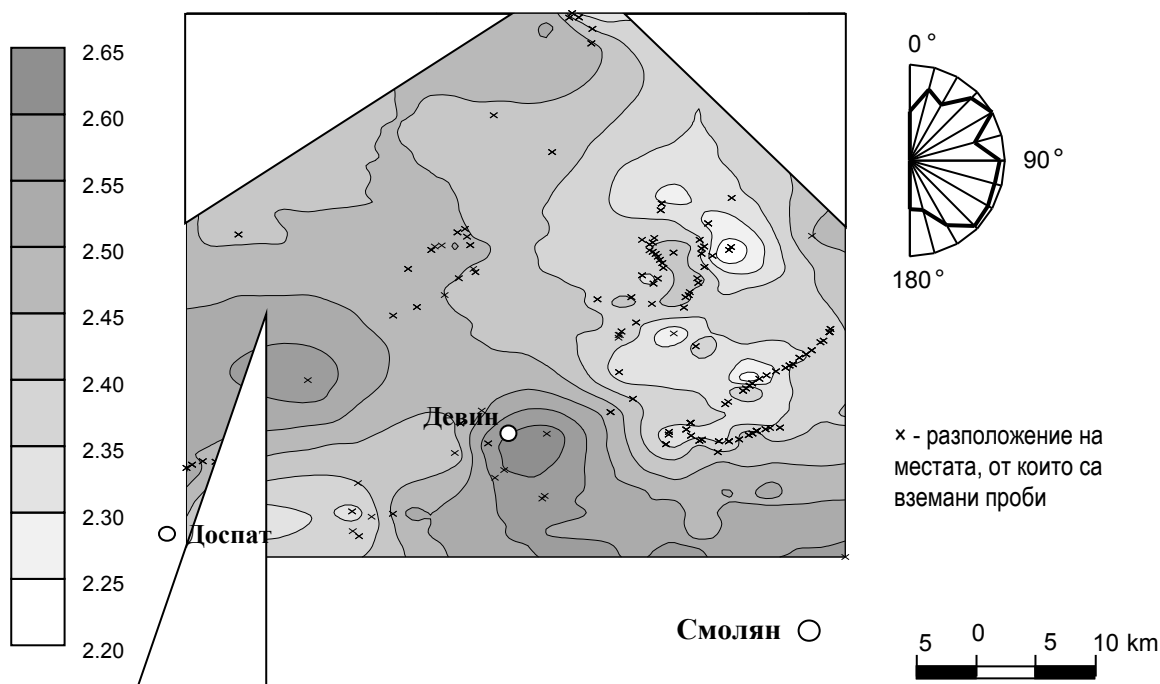 2.65
2.60
2.55
2.50
2.45
2.40
2.35
2.30
2.25
2.20
Девин
Доспат
Смолян
0 °
90 °
180 °
× - разположение на
местата, от които са
вземани проби
5 0 5 10 km